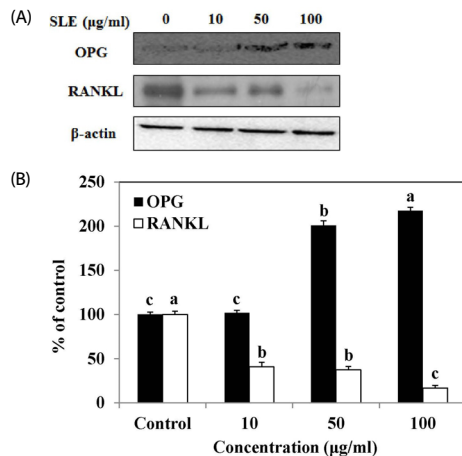 (A)
SLE (μg/ml) 0 10 50 100
OPG
RANKL
β-actin
(B)
250
200
150
100
50
0
% of control
OPG
RANKL
c a c b b b a c
Control 10 50 100
Concentration (μg/ml)